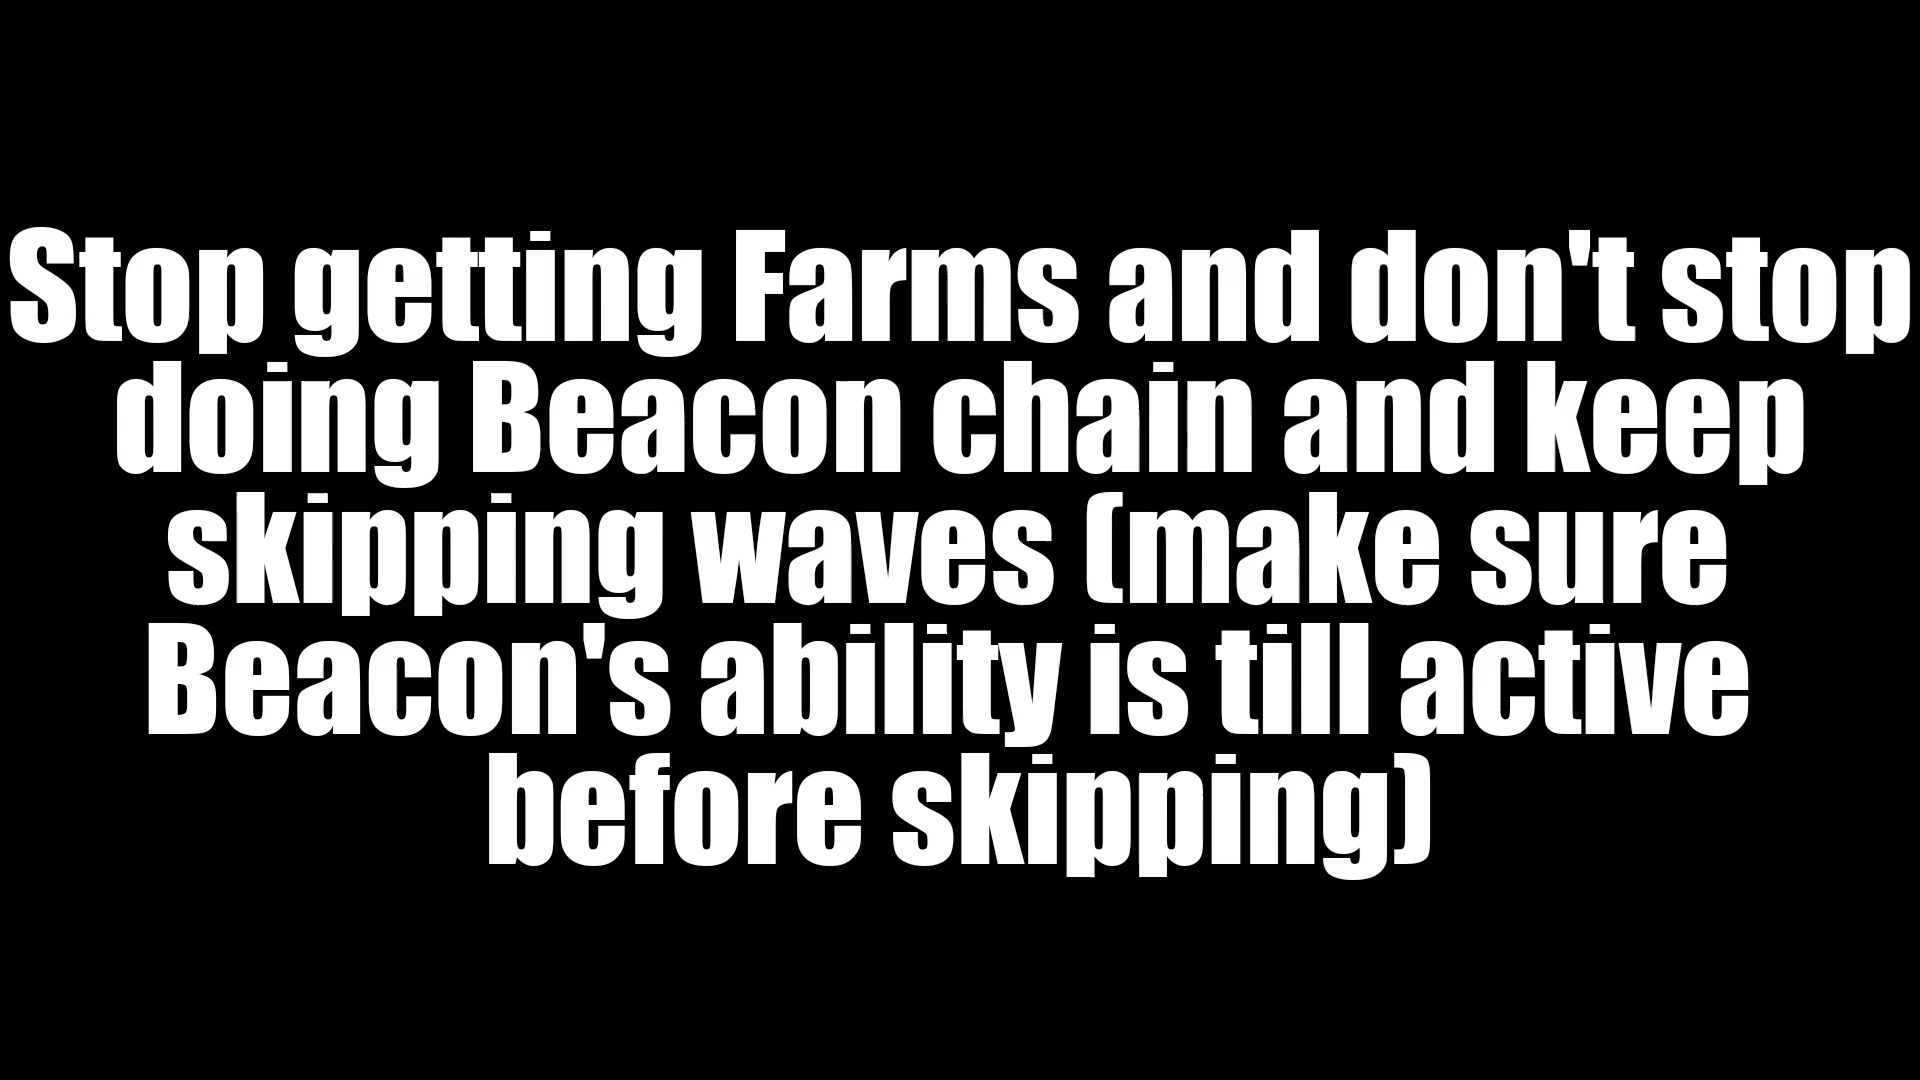 Stop getting Farms and don't stop
doing Beacon chain and keep
skipping waves (make sure
Beacon's ability is till active
before skipping)